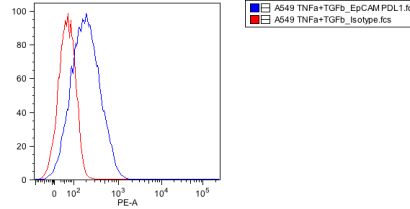 100
80
60
40
20
0
0 10² 10³ 10⁴ 10⁵
PE-A
A549 TNFa+TGFb_EpCAM PDL1.fc
A549 TNFa+TGFb_Isotype.fcs